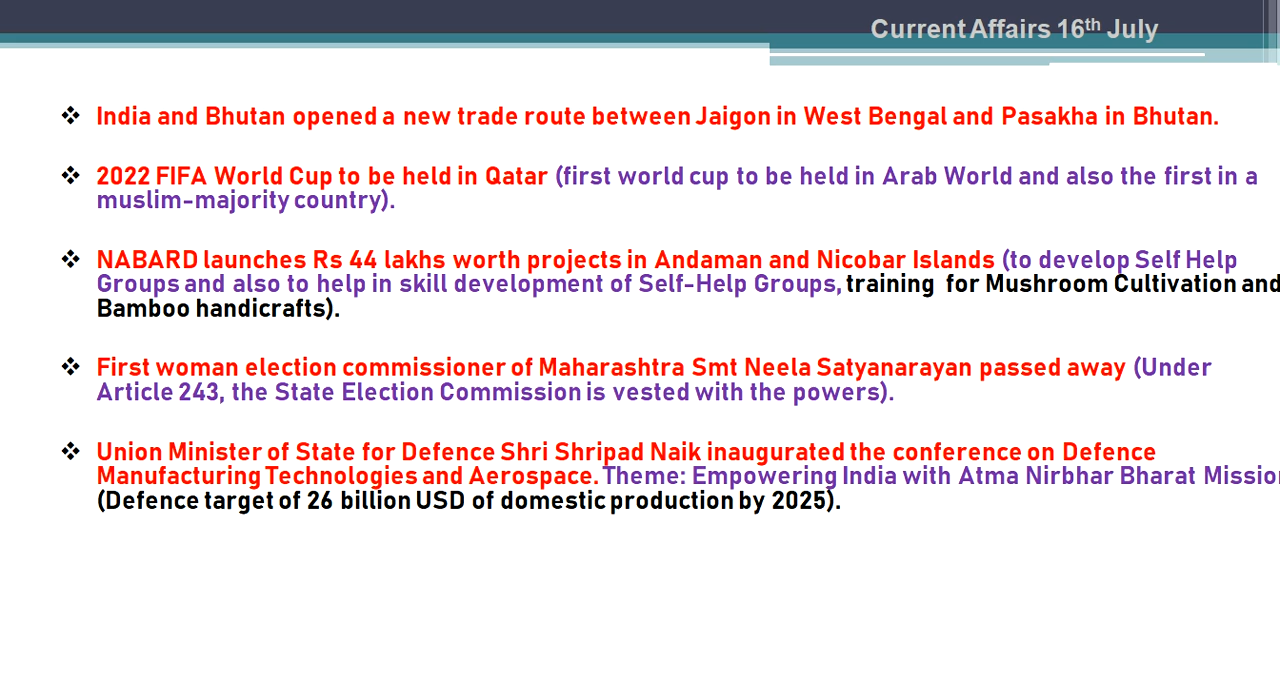 Current Affairs 16th July
❖ India and Bhutan opened a new trade route between Jaigon in West Bengal and Pasakha in Bhutan.
❖ 2022 FIFA World Cup to be held in Qatar (first world cup to be held in Arab World and also the first in a
muslim-majority country).
❖ NABARD launches Rs 44 lakhs worth projects in Andaman and Nicobar Islands (to develop Self Help
Groups and also to help in skill development of Self-Help Groups, training for Mushroom Cultivation and
Bamboo handicrafts).
❖ First woman election commissioner of Maharashtra Smt Neela Satyanarayan passed away (Under
Article 243, the State Election Commission is vested with the powers).
❖ Union Minister of State for Defence Shri Shripad Naik inaugurated the conference on Defence
Manufacturing Technologies and Aerospace. Theme: Empowering India with Atma Nirbhar Bharat Mission
(Defence target of 26 billion USD of domestic production by 2025).